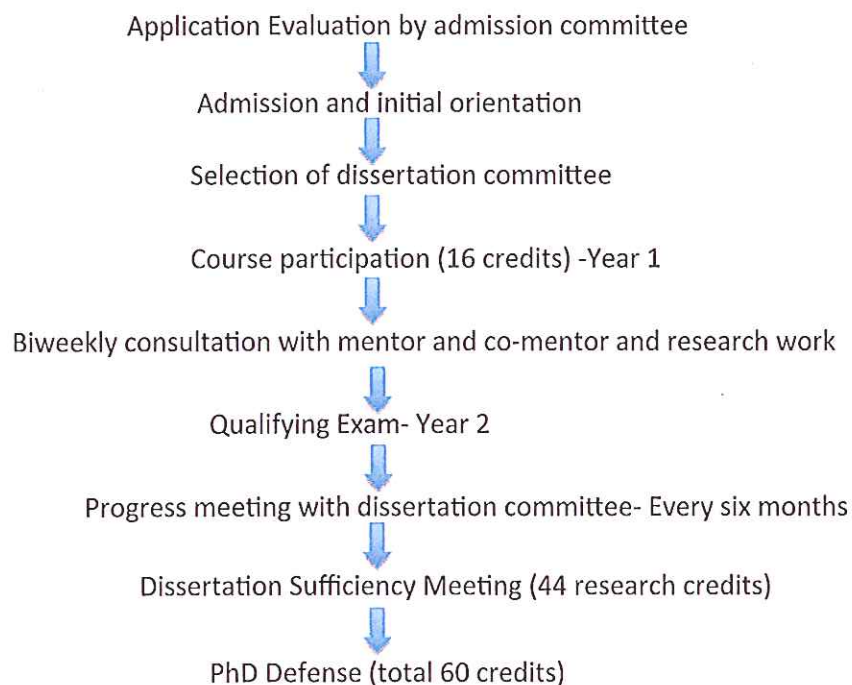 Application Evaluation by admission committee
Admission and initial orientation
Selection of dissertation committee
Course participation (16 credits) -Year 1
Biweekly consultation with mentor and co-mentor and research work
Qualifying Exam- Year 2
Progress meeting with dissertation committee- Every six months
Dissertation Sufficiency Meeting (44 research credits)
PhD Defense (total 60 credits)